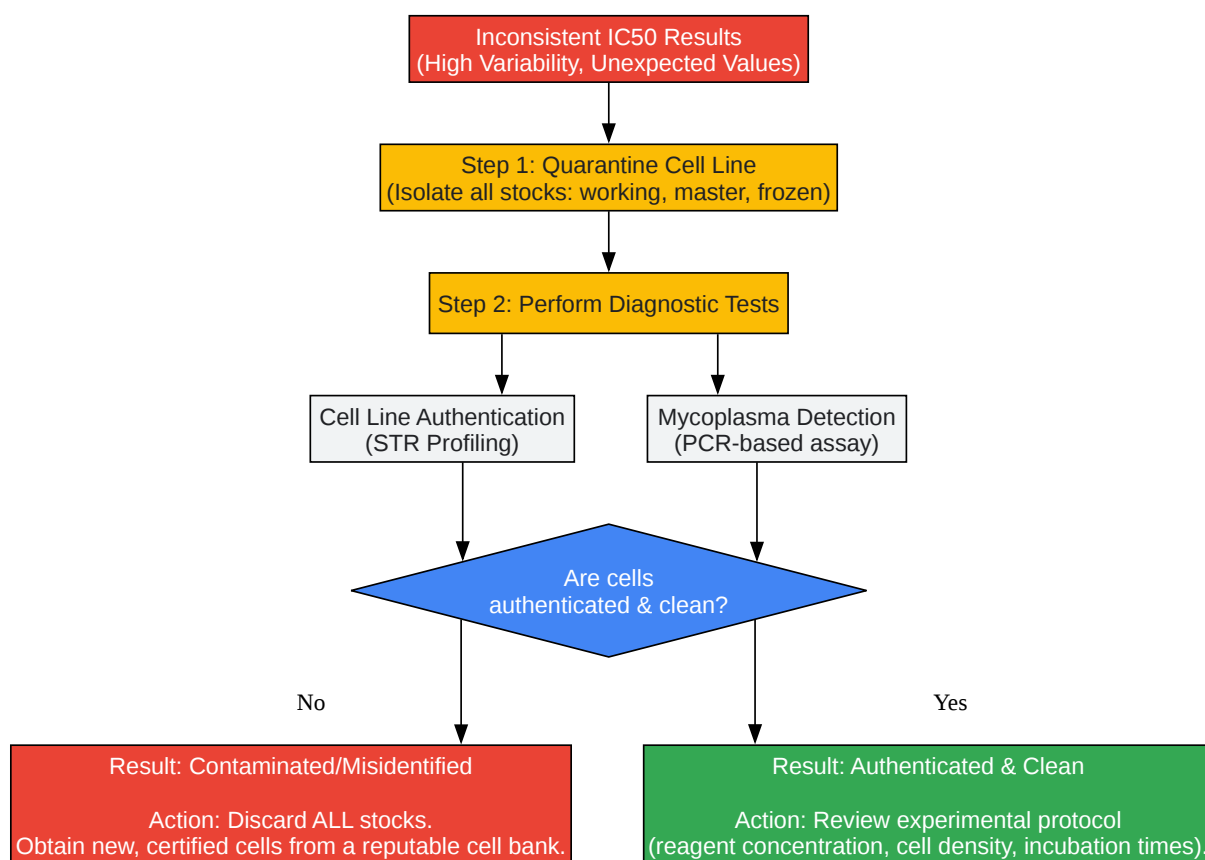 Inconsistent IC50 Results
(High Variability, Unexpected Values)
Step 1: Quarantine Cell Line
(Isolate all stocks: working, master, frozen)
Step 2: Perform Diagnostic Tests
Cell Line Authentication
(STR Profiling)
Mycoplasma Detection
(PCR-based assay)
Are cells
authenticated & clean?
No
Yes
Result: Contaminated/Misidentified
Action: Discard ALL stocks.
Obtain new, certified cells from a reputable cell bank.
Result: Authenticated & Clean
Action: Review experimental protocol
(reagent concentration, cell density, incubation times).